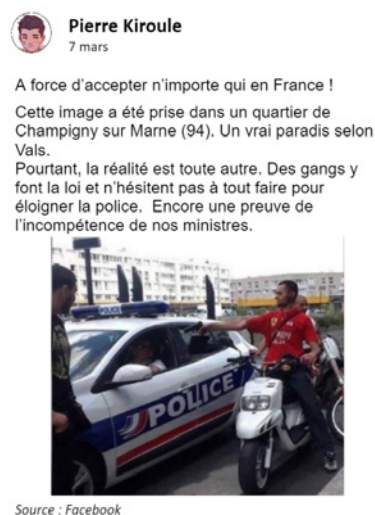 Pierre Kiroule
7 mars
A force d'accepter n'importe qui en France !
Cette image a été prise dans un quartier de
Champigny sur Marne (94). Un vrai paradis selon
Vals.
Pourtant, la réalité est toute autre. Des gangs y
font la loi et n'hésitent pas à tout faire pour
éloigner la police.  Encore une preuve de
l'incompétence de nos ministres.
POLICE
POLICE
Source : Facebook